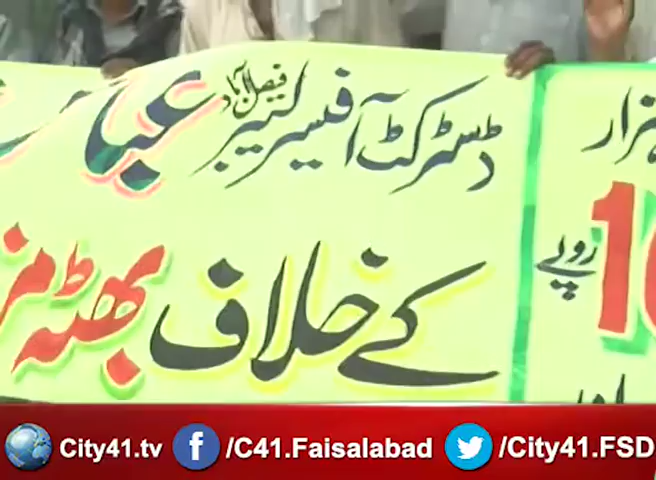 ڈسٹرکٹ آفیسر لیبر فیصل آباد
کے خلاف بھٹہ
ہزار
روپے
City41.tv /C41.Faisalabad /City41.FSD